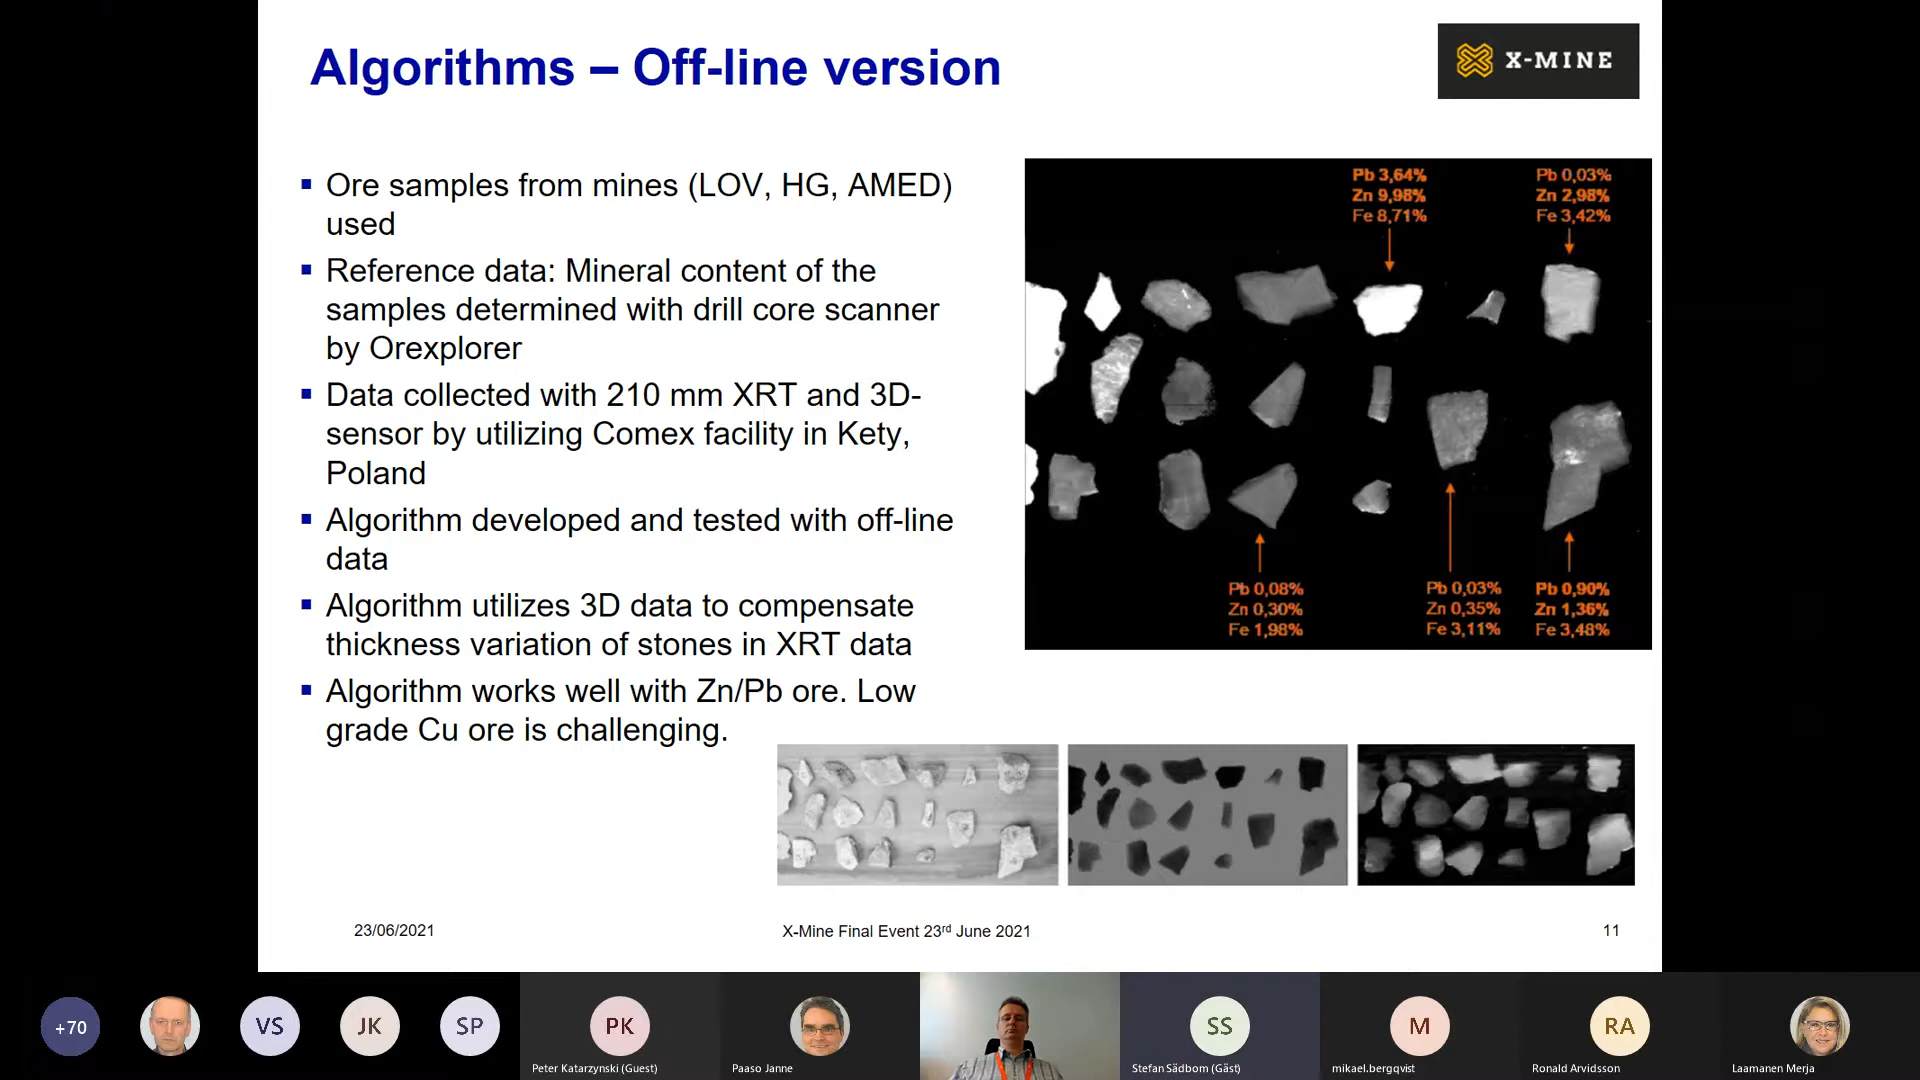 Algorithms – Off-line version
X-MINE
▪ Ore samples from mines (LOV, HG, AMED)
used
▪ Reference data: Mineral content of the
samples determined with drill core scanner
by Orexplorer
▪ Data collected with 210 mm XRT and 3D-
sensor by utilizing Comex facility in Kety,
Poland
▪ Algorithm developed and tested with off-line
data
▪ Algorithm utilizes 3D data to compensate
thickness variation of stones in XRT data
▪ Algorithm works well with Zn/Pb ore. Low
grade Cu ore is challenging.
Pb 3,64%
Zn 9,98%
Fe 8,71%
Pb 0,03%
Zn 2,98%
Fe 3,42%
Pb 0,08%
Zn 0,30%
Fe 1,98%
Pb 0,03%
Zn 0,35%
Fe 3,11%
Pb 0,90%
Zn 1,36%
Fe 3,48%
23/06/2021
X-Mine Final Event 23rd June 2021
11
+70
VS
JK
SP
PK
Peter Katarzynski (Guest)
Paaso Janne
SS
Stefan Sädbom (Gäst)
M
mikael.bergqvist
RA
Ronald Arvidsson
Laamanen Merja